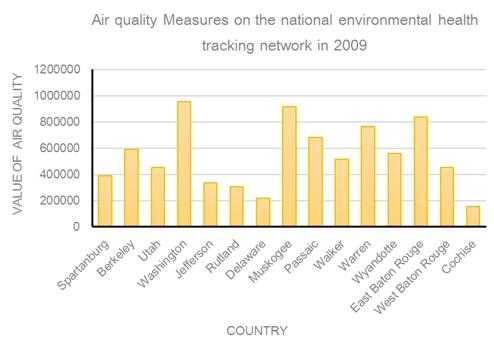 Air quality Measures on the national environmental health
tracking network in 2009
VALUE OF AIR QUALITY
1200000
1000000
800000
600000
400000
200000
0
Spartanburg
Berkeley
Utah
Washington
Jefferson
Rutland
Delaware
Muskogee
Passaic
Walker
Warren
Wyandotte
East Baton Rouge
West Baton Rouge
Cochise
COUNTRY